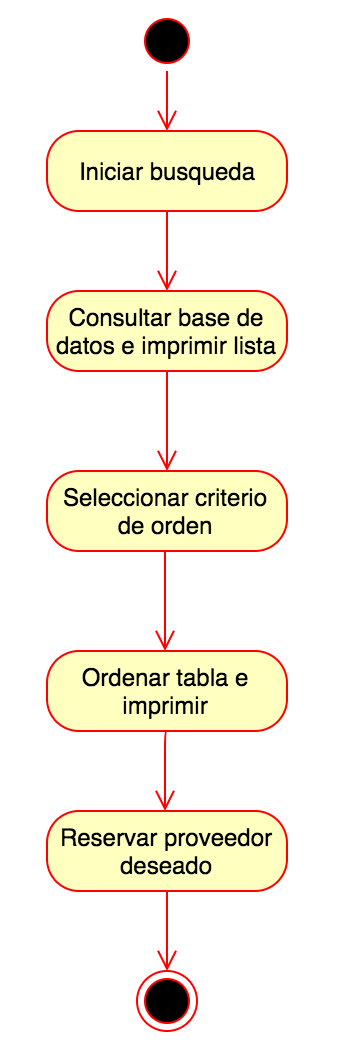 Iniciar busqueda
Consultar base de
datos e imprimir lista
Seleccionar criterio
de orden
Ordenar tabla e
imprimir
Reservar proveedor
deseado